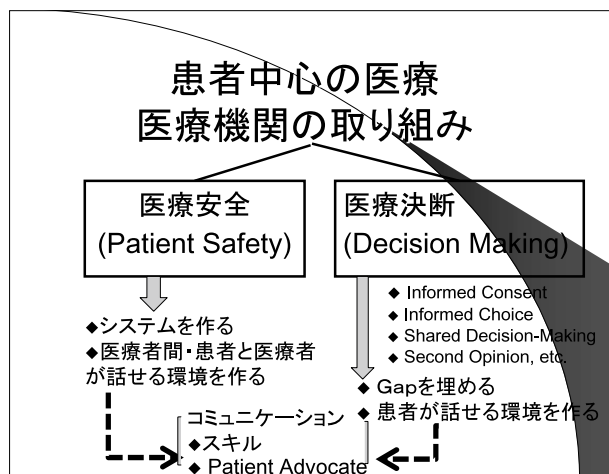 患者中心の医療
医療機関の取り組み
医療安全
(Patient Safety)
医療決断
(Decision Making)
◆ Informed Consent
◆ Informed Choice
◆ Shared Decision-Making
◆ Second Opinion, etc.
◆システムを作る
◆医療者間・患者と医療者
が話せる環境を作る
◆ Gapを埋める
◆ 患者が話せる環境を作る
コミュニケーション
◆スキル
◆ Patient Advocate